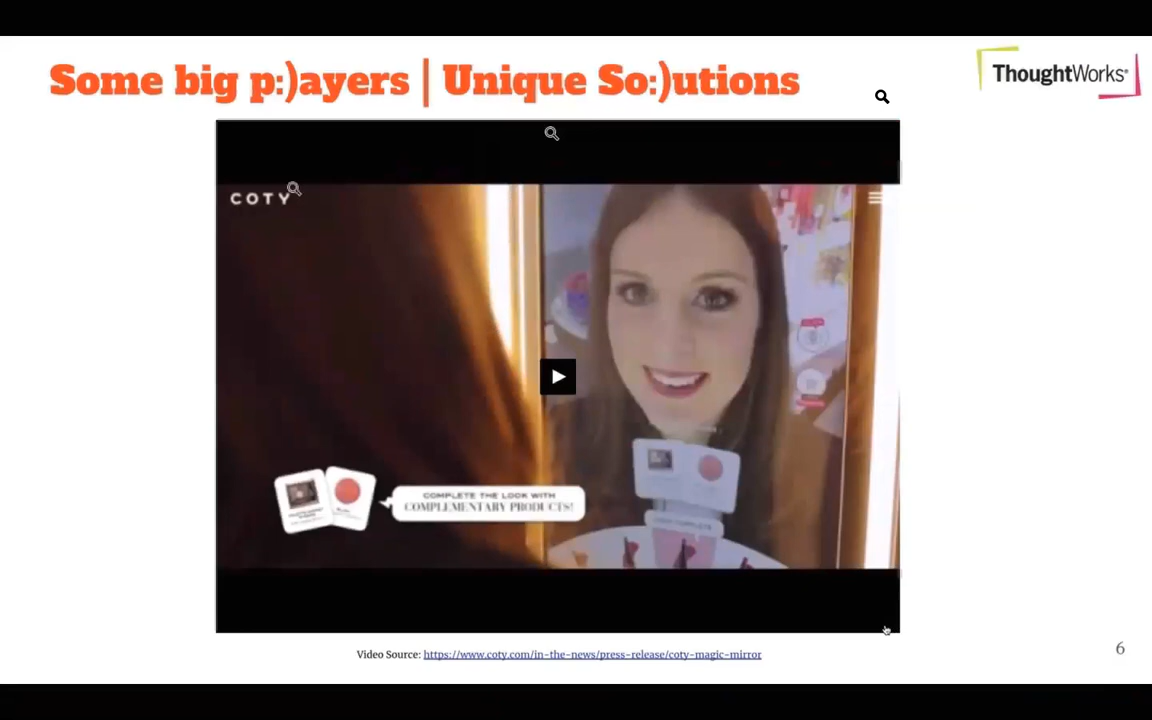 Some big p:)ayers | Unique So:)utions
ThoughtWorks®
COTY
COMPLETE THE LOOK WITH
COMPLEMENTARY PRODUCTS!
Video Source: https://www.coty.com/in-the-news/press-release/coty-magic-mirror
6